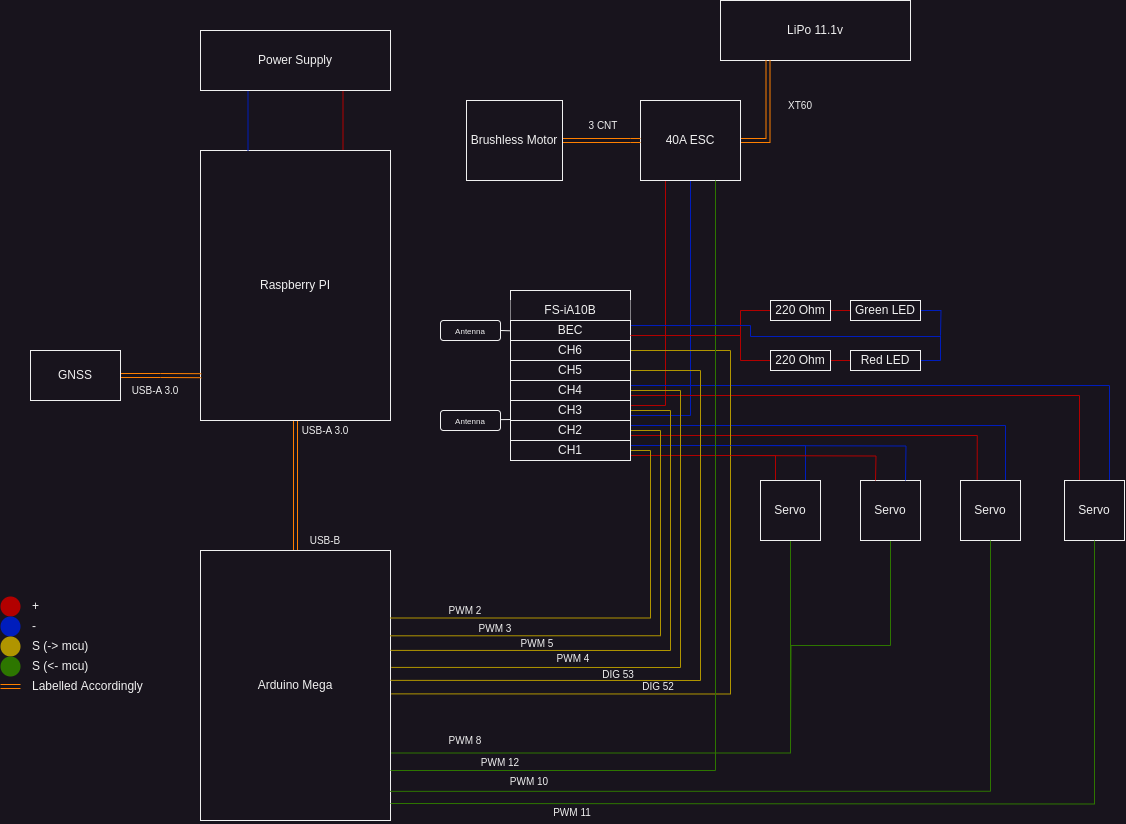 LiPo 11.1v
Power Supply
XT60
3 CNT
Brushless Motor
40A ESC
Raspberry PI
FS-iA10B
220 Ohm
Green LED
Antenna
BEC
CH6
220 Ohm
Red LED
CH5
GNSS
USB-A 3.0
CH4
CH3
Antenna
CH2
USB-A 3.0
CH1
Servo
Servo
Servo
Servo
USB-B
+
-
S (-> mcu)
S (<- mcu)
Labelled Accordingly
Arduino Mega
PWM 2
PWM 3
PWM 5
PWM 4
DIG 53
DIG 52
PWM 8
PWM 12
PWM 10
PWM 11